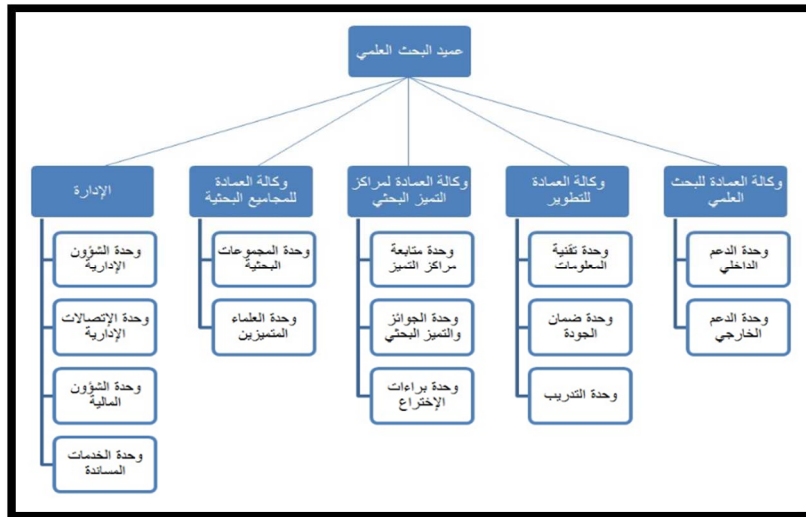 عميد البحث العلمي
وكالة العمادة للبحث
العلمي
وحدة الدعم
الداخلي
وحدة الدعم
الخارجي
وكالة العمادة
للتطوير
وحدة تقنية
المعلومات
وحدة ضمان
الجودة
وحدة التدريب
وكالة العمادة لمراكز
التميز البحثي
وحدة متابعة
مراكز التميز
وحدة الجوائز
والتميز البحثي
وحدة براءات
الإختراع
وكالة العمادة
للمجاميع البحثية
وحدة المجموعات
البحثية
وحدة العلماء
المتميزين
الإدارة
وحدة الشؤون
الإدارية
وحدة الإتصالات
الإدارية
وحدة الشؤون
المالية
وحدة الخدمات
المساندة